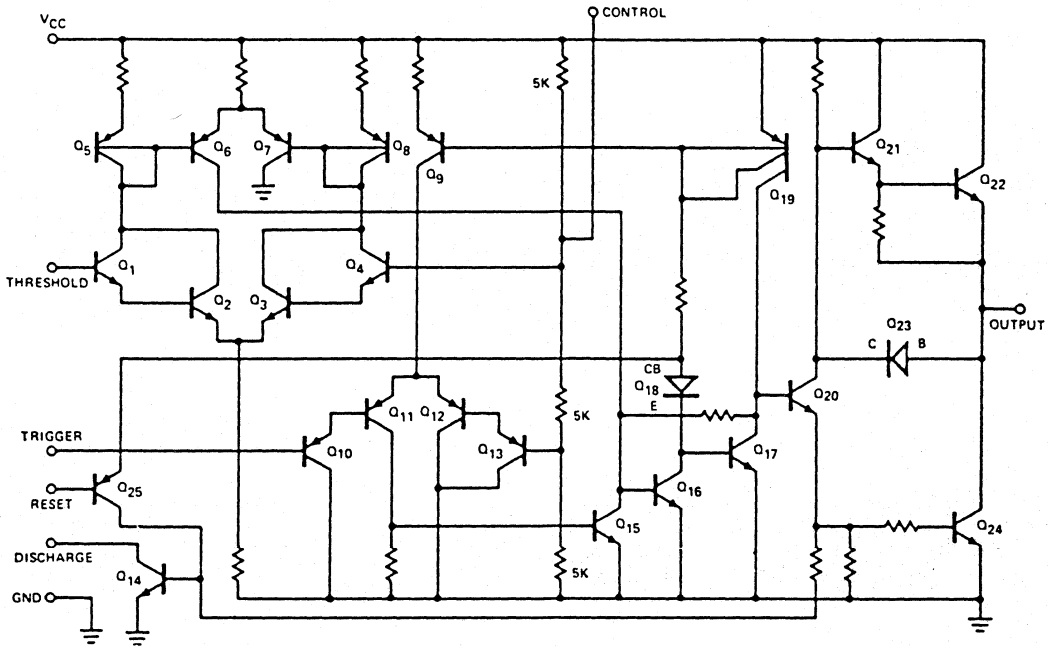 CONTROL
VCC
5K
Q5
Q6
Q7
Q8
Q9
Q19
Q21
Q22
THRESHOLD
Q1
Q2
Q3
Q4
OUTPUT
Q23
C
B
CB
Q18
E
Q20
5K
Q11
Q12
TRIGGER
Q10
Q13
Q17
Q25
RESET
Q16
Q15
Q24
DISCHARGE
Q14
5K
GND